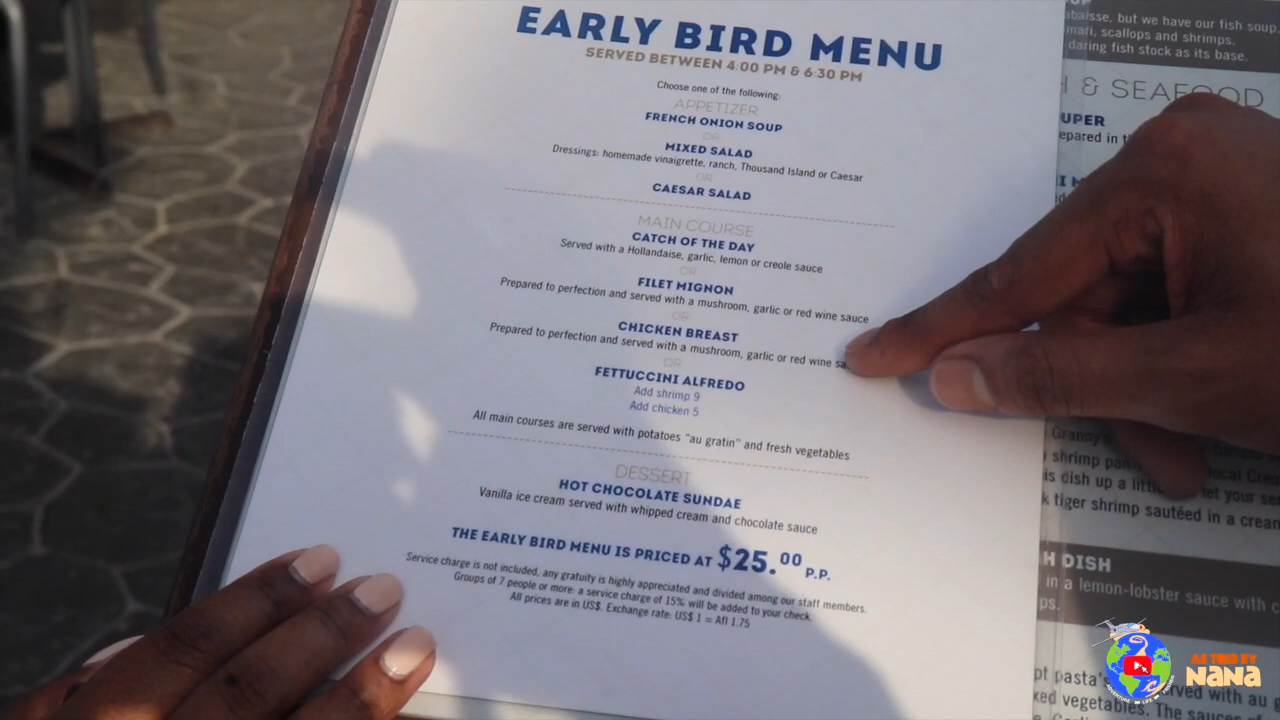 EARLY BIRD MENU
SERVED BETWEEN 4:00 PM & 6:30 PM
Choose one of the following:
APPETIZER
FRENCH ONION SOUP
OR
MIXED SALAD
Dressings: homemade vinaigrette, ranch, Thousand Island or Caesar
OR
CAESAR SALAD
MAIN COURSE
CATCH OF THE DAY
Served with a Hollandaise, garlic, lemon or creole sauce
OR
FILET MIGNON
Prepared to perfection and served with a mushroom, garlic or red wine sauce
OR
CHICKEN BREAST
Prepared to perfection and served with a mushroom, garlic or red wine
OR
FETTUCCINI ALFREDO
Add shrimp 9
Add chicken 5
All main courses are served with potatoes "au gratin" and fresh vegetables
DESSERT
HOT CHOCOLATE SUNDAE
Vanilla ice cream served with whipped cream and chocolate sauce
THE EARLY BIRD MENU IS PRICED AT $25.00 P.P.
Service charge is not included, any gratuity is highly appreciated and divided among our staff members.
Groups of 7 people or more: a service charge of 15% will be added to your check.
All prices are in US$. Exchange rate: US$ 1 = Afl 1.75
but we have our fish soup,
scallops and shrimps.
daring fish stock as its base.
& SEAFOOD
in
Granny's
shrimp
local
dish up a let your
tiger shrimp sautéed in a
DISH
in a lemon-lobster sauce with
with au
vegetables. The
AS TOLD BY
NANA